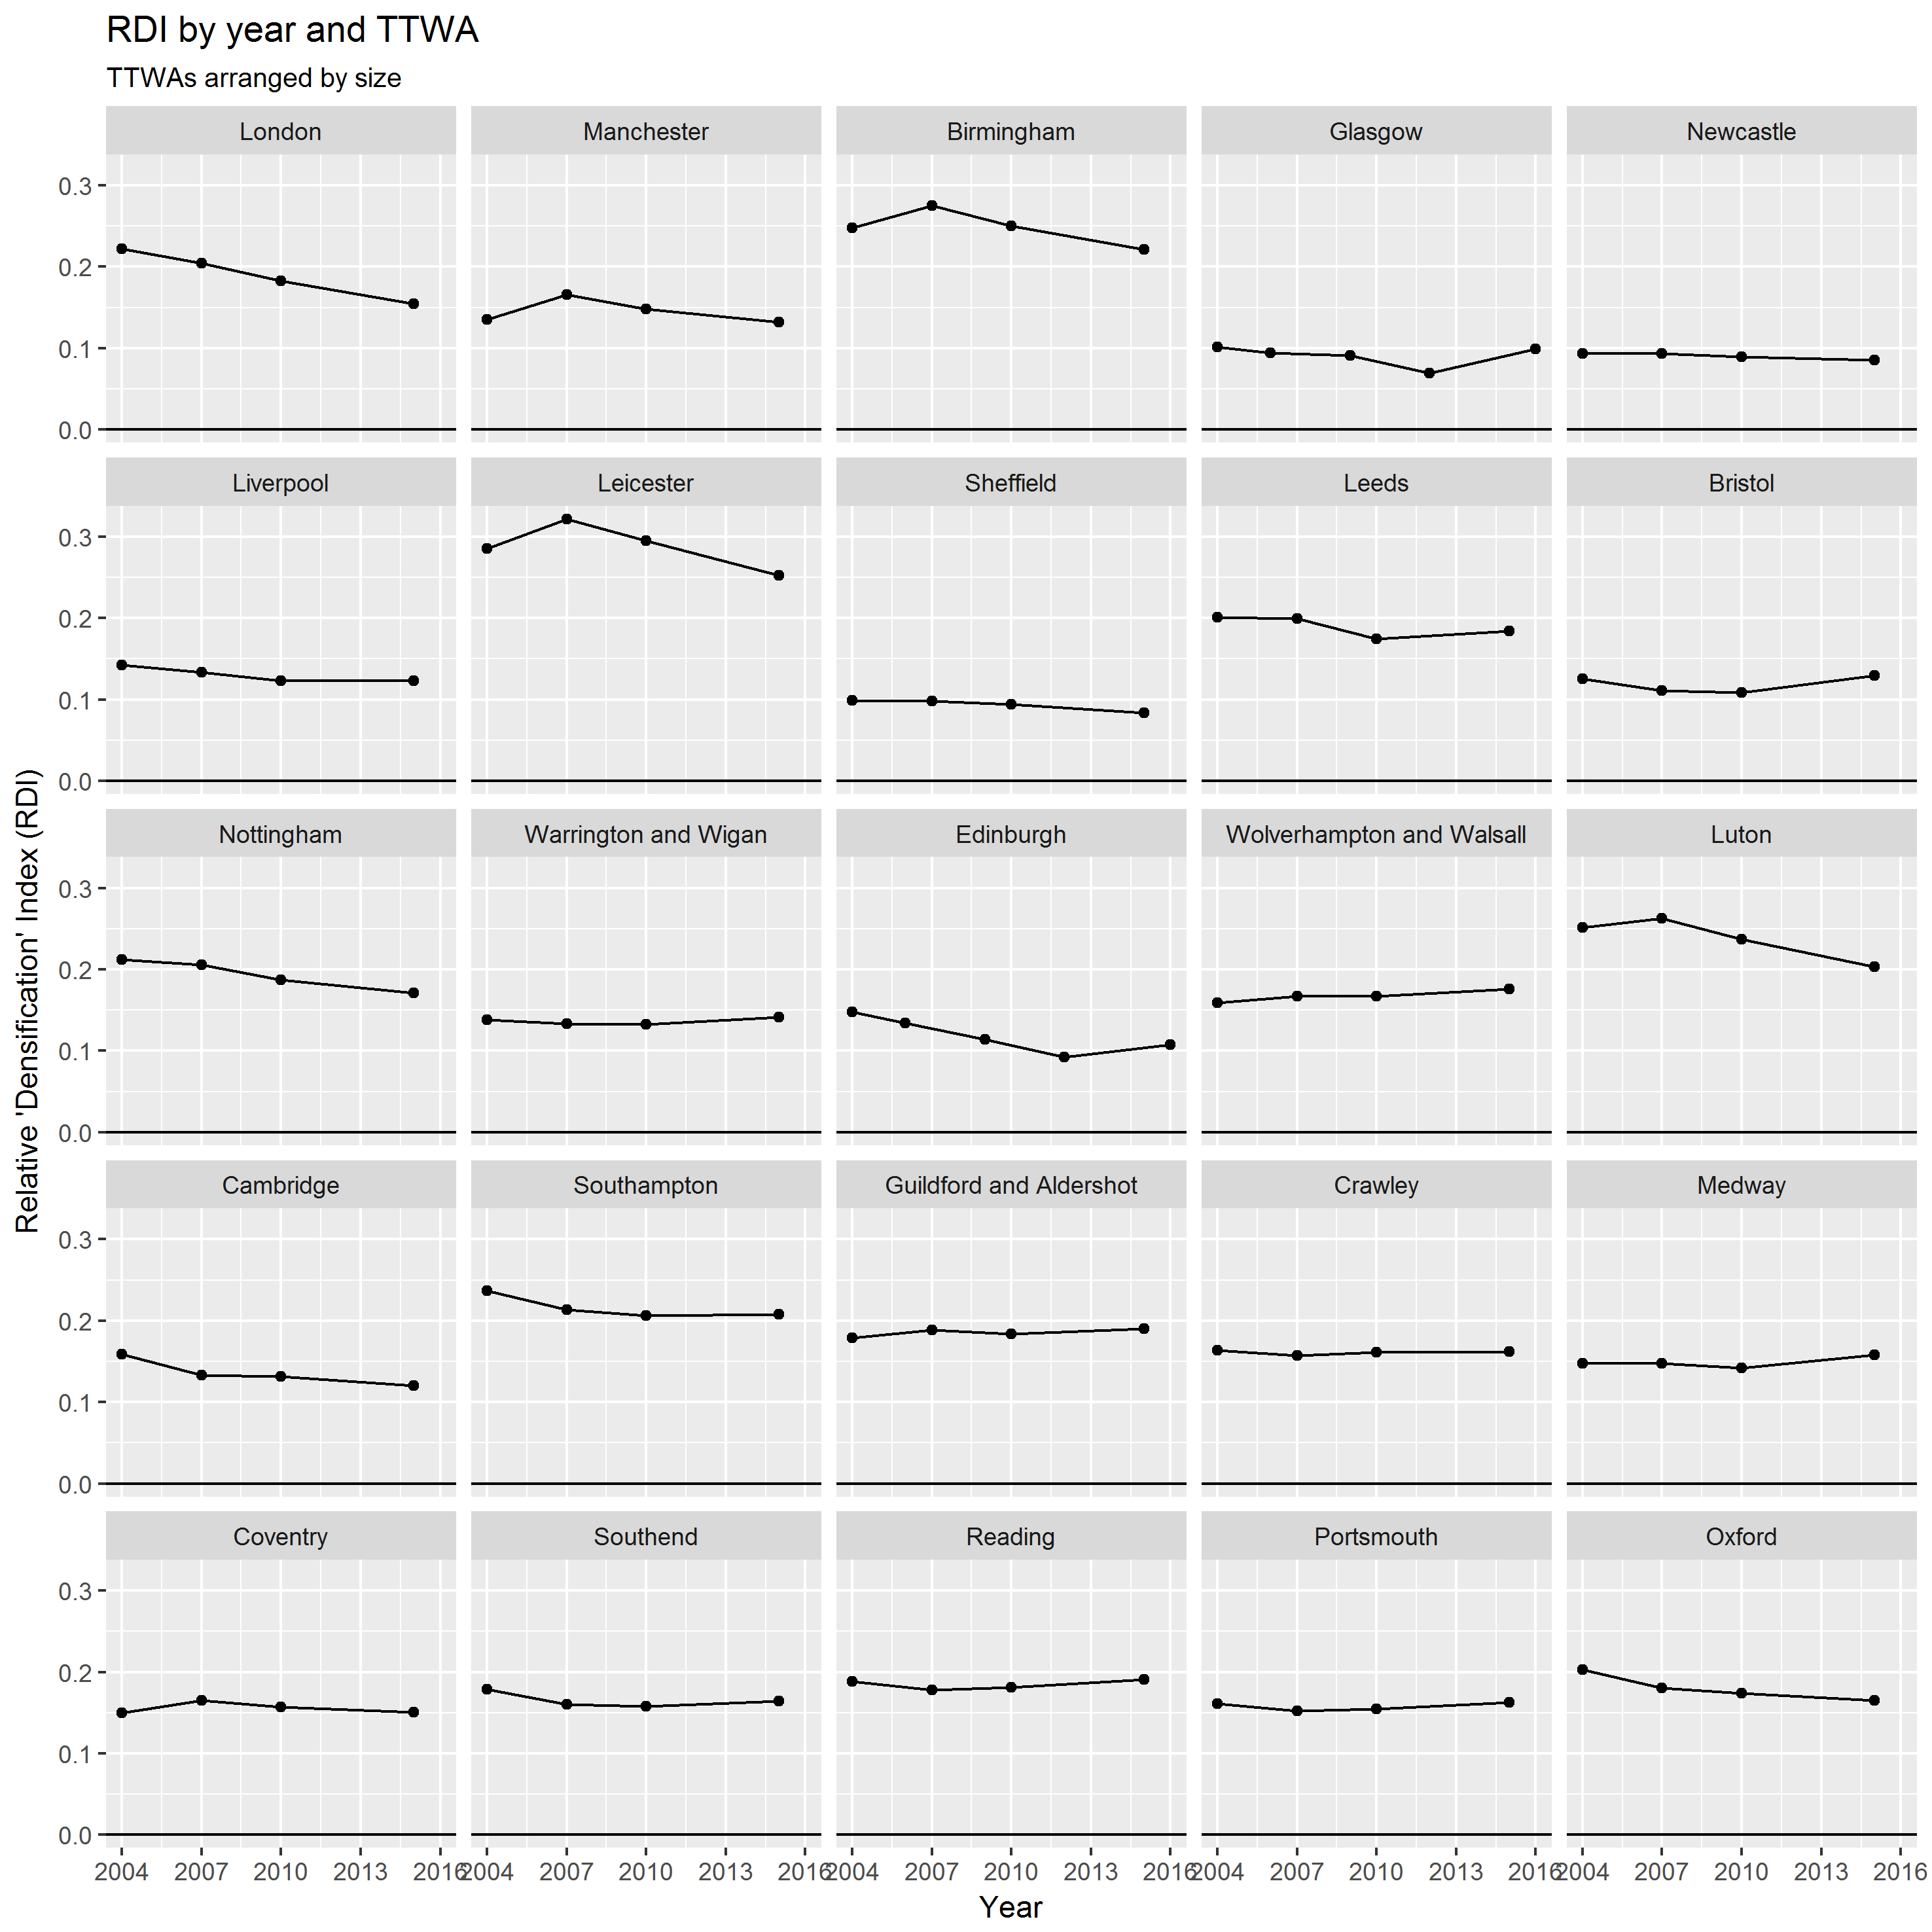 RDI by year and TTWA
TTWAs arranged by size
London Manchester Birmingham Glasgow Newcastle
0.3
0.2
0.1
0.0
Liverpool Leicester Sheffield Leeds Bristol
0.3
0.2
0.1
0.0
Nottingham Warrington and Wigan Edinburgh Wolverhampton and Walsall Luton
0.3
0.2
0.1
0.0
Cambridge Southampton Guildford and Aldershot Crawley Medway
0.3
0.2
0.1
0.0
Coventry Southend Reading Portsmouth Oxford
0.3
0.2
0.1
0.0
2004 2007 2010 2013 2016 2004 2007 2010 2013 2016 2004 2007 2010 2013 2016 2004 2007 2010 2013 2016 2004 2007 2010 2013 2016
Year
Relative 'Densification' Index (RDI)